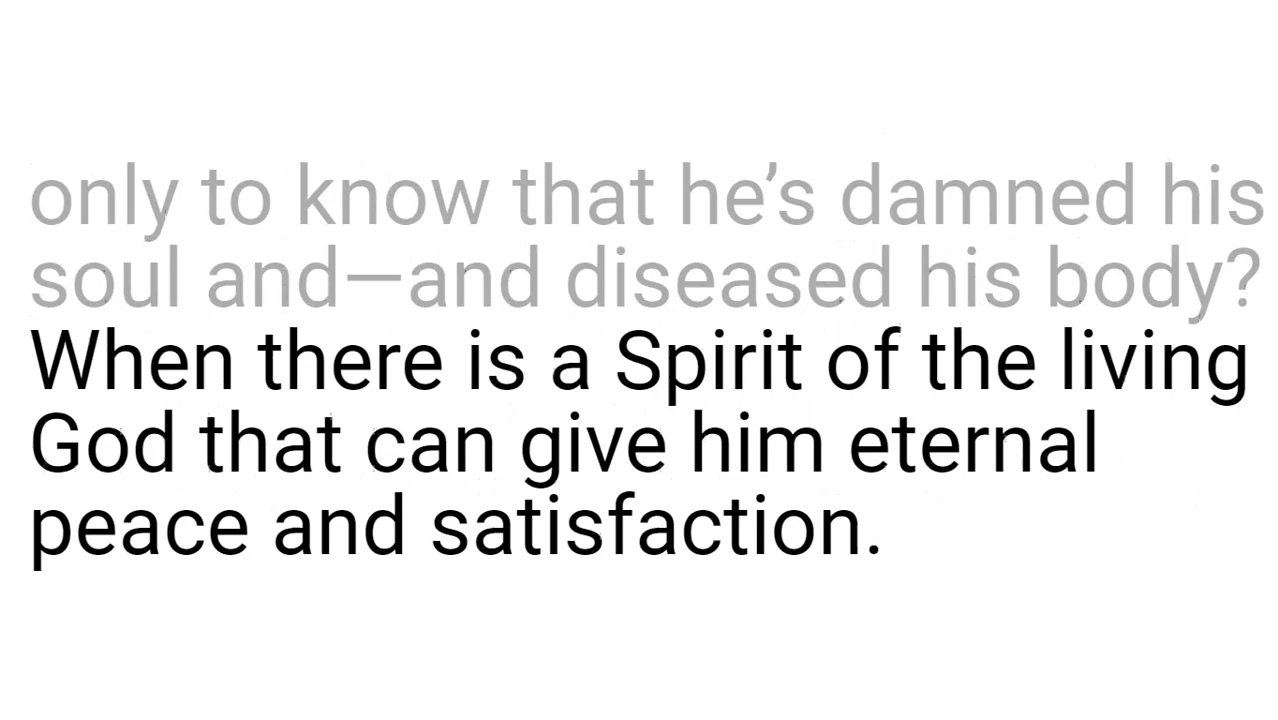 only to know that he’s damned his
soul and—and diseased his body?
When there is a Spirit of the living
God that can give him eternal
peace and satisfaction.